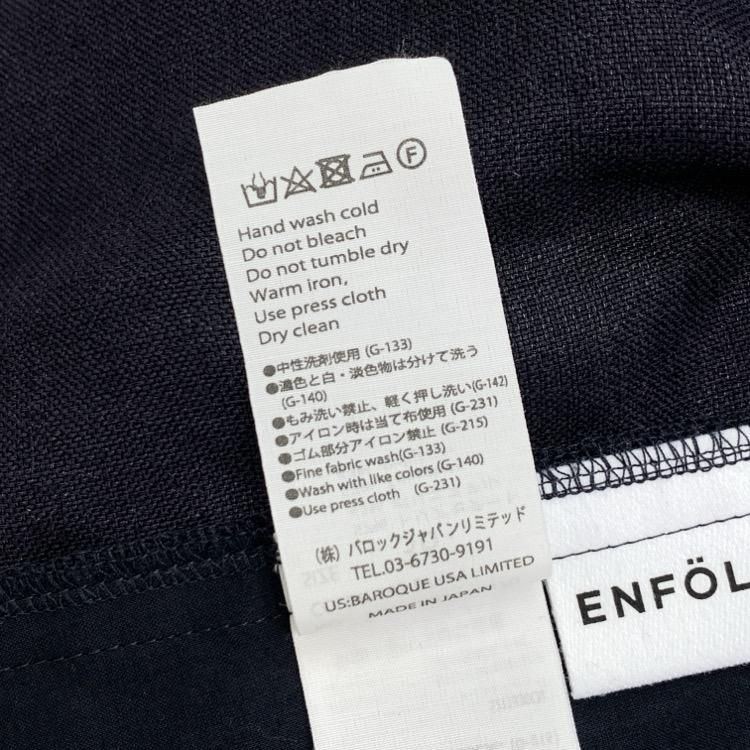 F
Hand wash cold
Do not bleach
Do not tumble dry
Warm iron,
Use press cloth
Dry clean
●中性洗剤使用 (G-133)
●濃色と白・淡色物は分けて洗う
(G-140)
●もみ洗い禁止、軽く押し洗い(G-142)
●アイロン時は当て布使用 (G-231)
●ゴム部分アイロン禁止 (G-215)
●Fine fabric wash(G-133)
●Wash with like colors (G-140)
●Use press cloth (G-231)
(株) バロックジャパンリミテッド
TEL.03-6730-9191
US:BAROQUE USA LIMITED
MADE IN JAPAN
ENFÖL